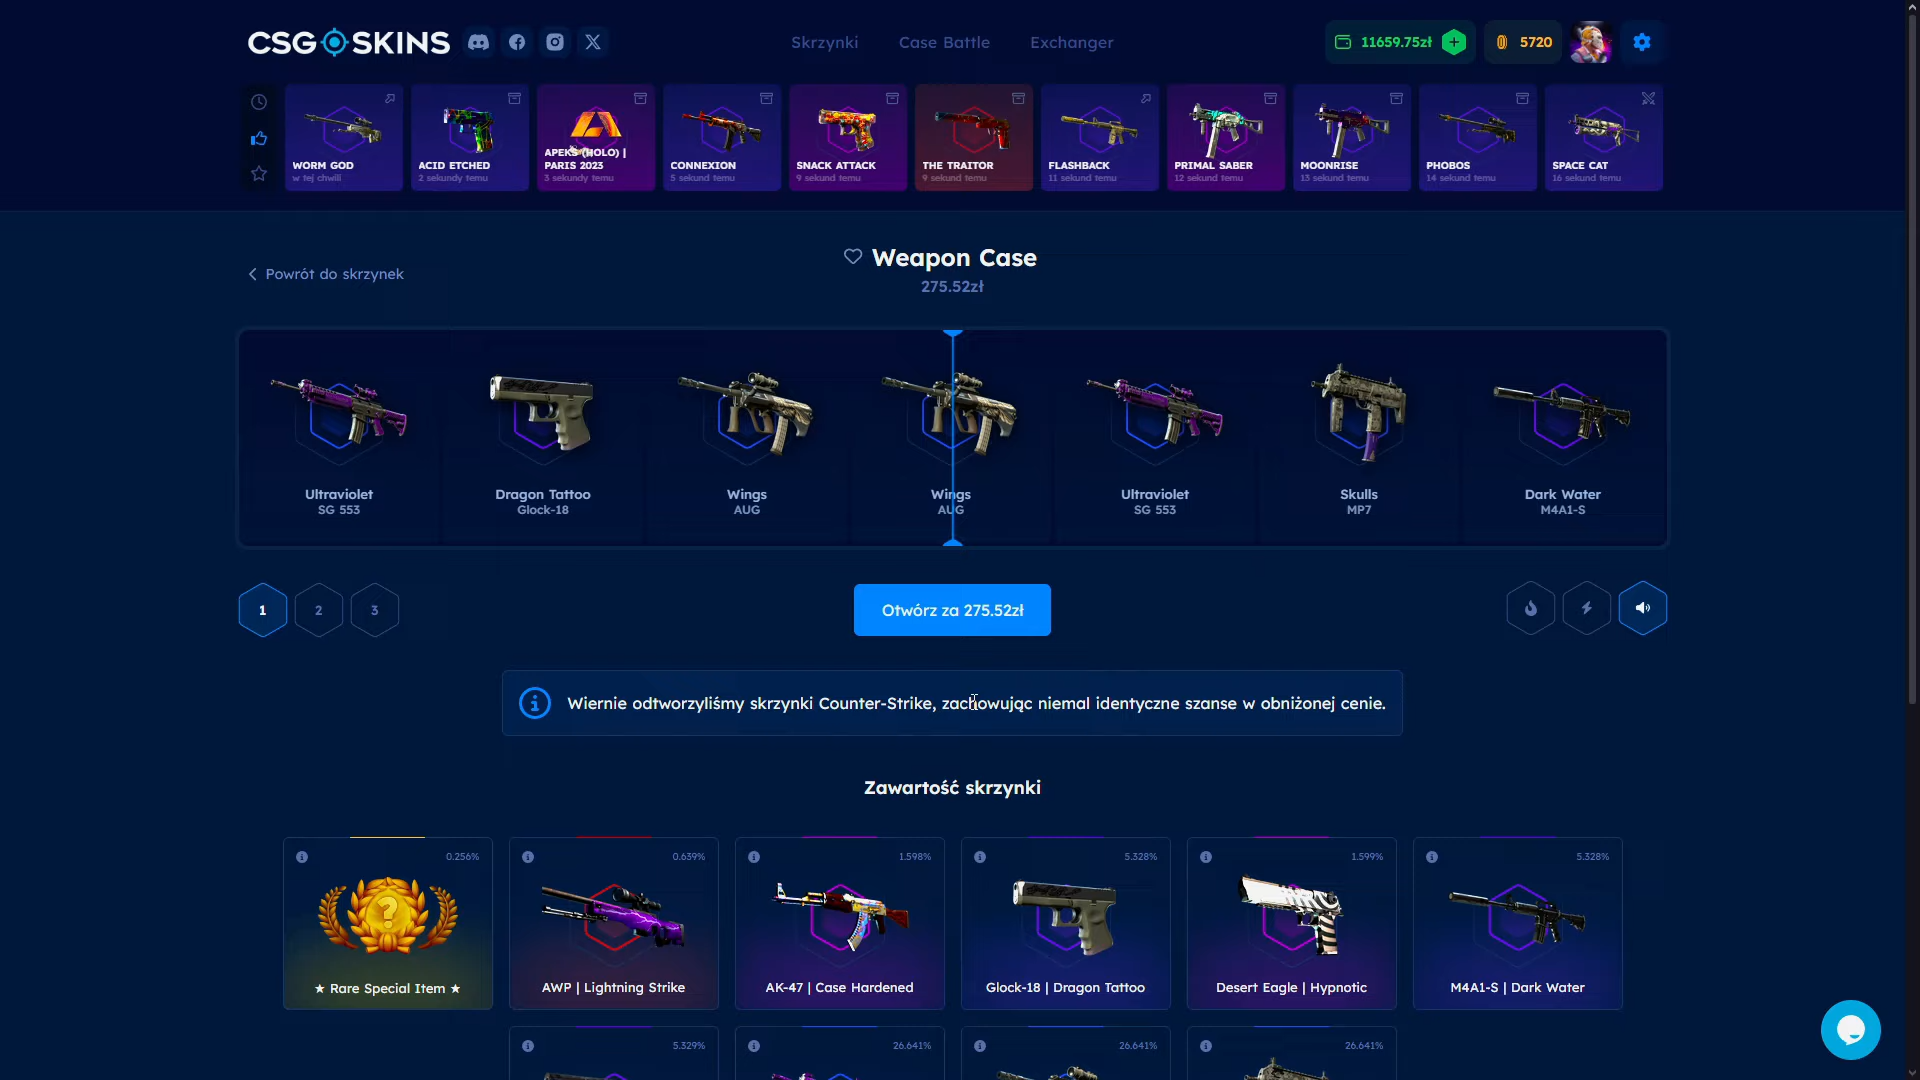 CSG SKINS
Skrzynki
Case Battle
Exchanger
11659.75zł
5720
WORM GOD
w tej chwili
ACID ETCHED
2 sekundy temu
APEKS (HOLO) |
PARIS 2023
3 sekundy temu
CONNEXION
5 sekund temu
SNACK ATTACK
9 sekund temu
THE TRAITOR
9 sekund temu
FLASHBACK
11 sekund temu
PRIMAL SABER
12 sekund temu
MOONRISE
13 sekund temu
PHOBOS
14 sekund temu
SPACE CAT
16 sekund temu
Powrót do skrzynek
Weapon Case
275.52zł
Ultraviolet
SG 553
Dragon Tattoo
Glock-18
Wings
AUG
Wings
AUG
Ultraviolet
SG 553
Skulls
MP7
Dark Water
M4A1-S
1
2
3
Otwórz za 275.52zł
Wiernie odtworzyliśmy skrzynki Counter-Strike, zachowując niemal identyczne szanse w obniżonej cenie.
Zawartość skrzynki
0.256%
★ Rare Special Item ★
0.639%
AWP | Lightning Strike
1.598%
AK-47 | Case Hardened
5.328%
Glock-18 | Dragon Tattoo
1.599%
Desert Eagle | Hypnotic
5.328%
M4A1-S | Dark Water
5.329%
26.641%
26.641%
26.641%